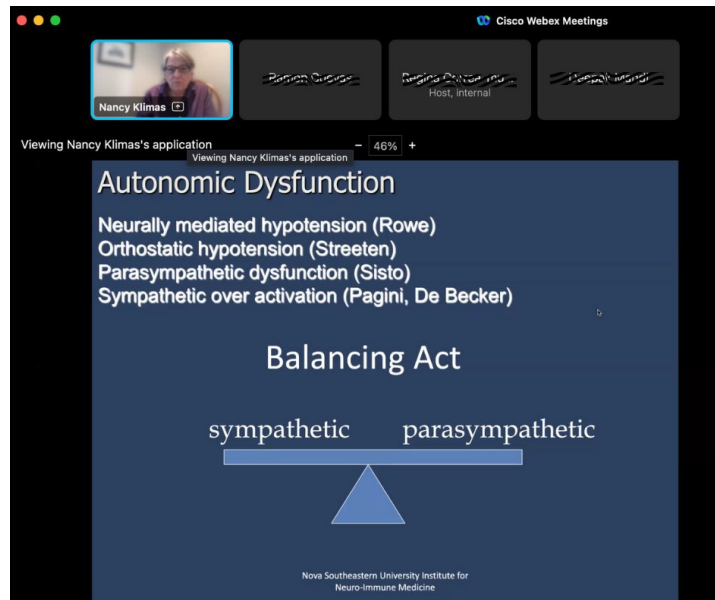 Cisco Webex Meetings
Nancy Klimas
Host, internal
Viewing Nancy Klimas's application
− 46% +
Viewing Nancy Klimas's application
Autonomic Dysfunction
Neurally mediated hypotension (Rowe)
Orthostatic hypotension (Streeten)
Parasympathetic dysfunction (Sisto)
Sympathetic over activation (Pagini, De Becker)
Balancing Act
sympathetic parasympathetic
Nova Southeastern University Institute for
Neuro-Immune Medicine